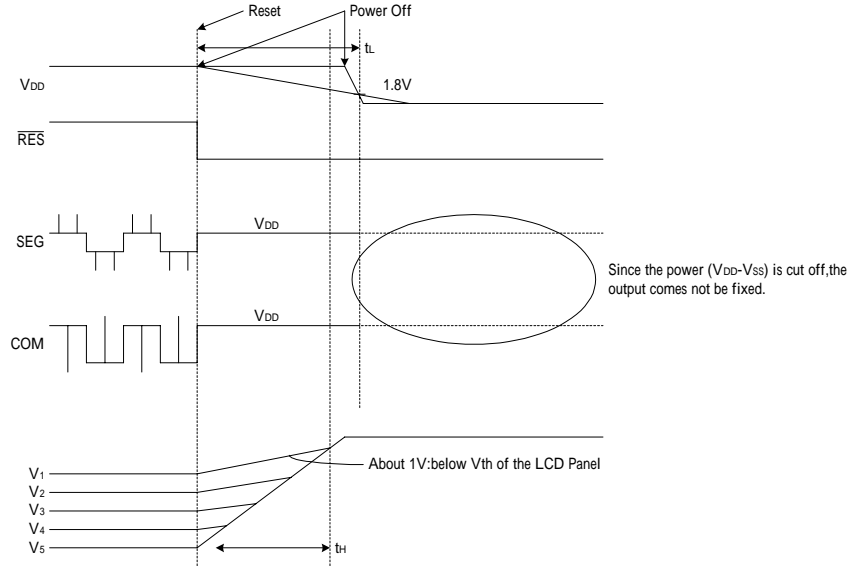 Reset
Power Off
tL
VDD
1.8V
RES
VDD
SEG
Since the power (VDD-VSS) is cut off,the
output comes not be fixed.
VDD
COM
About 1V:below Vth of the LCD Panel
V1
V2
V3
V4
V5
tH